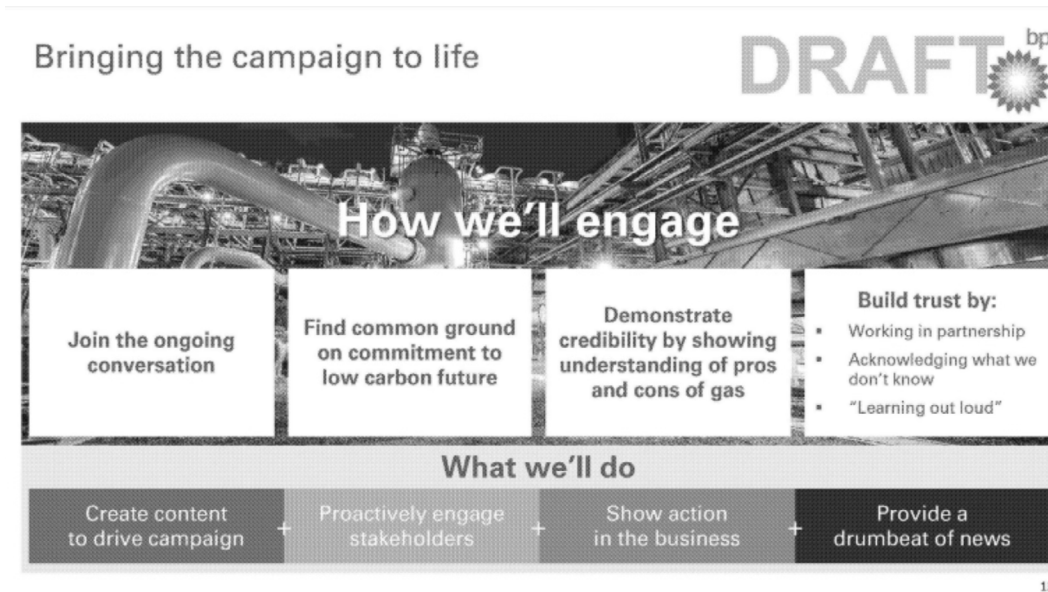 Bringing the campaign to life
DRAFT
bp
How we'll engage
Join the ongoing
conversation
Find common ground
on commitment to
low carbon future
Demonstrate
credibility by showing
understanding of pros
and cons of gas
Build trust by:
▪ Working in partnership
▪ Acknowledging what we
don't know
▪ "Learning out loud"
What we'll do
Create content
to drive campaign
+
Proactively engage
stakeholders
+
Show action
in the business
+
Provide a
drumbeat of news